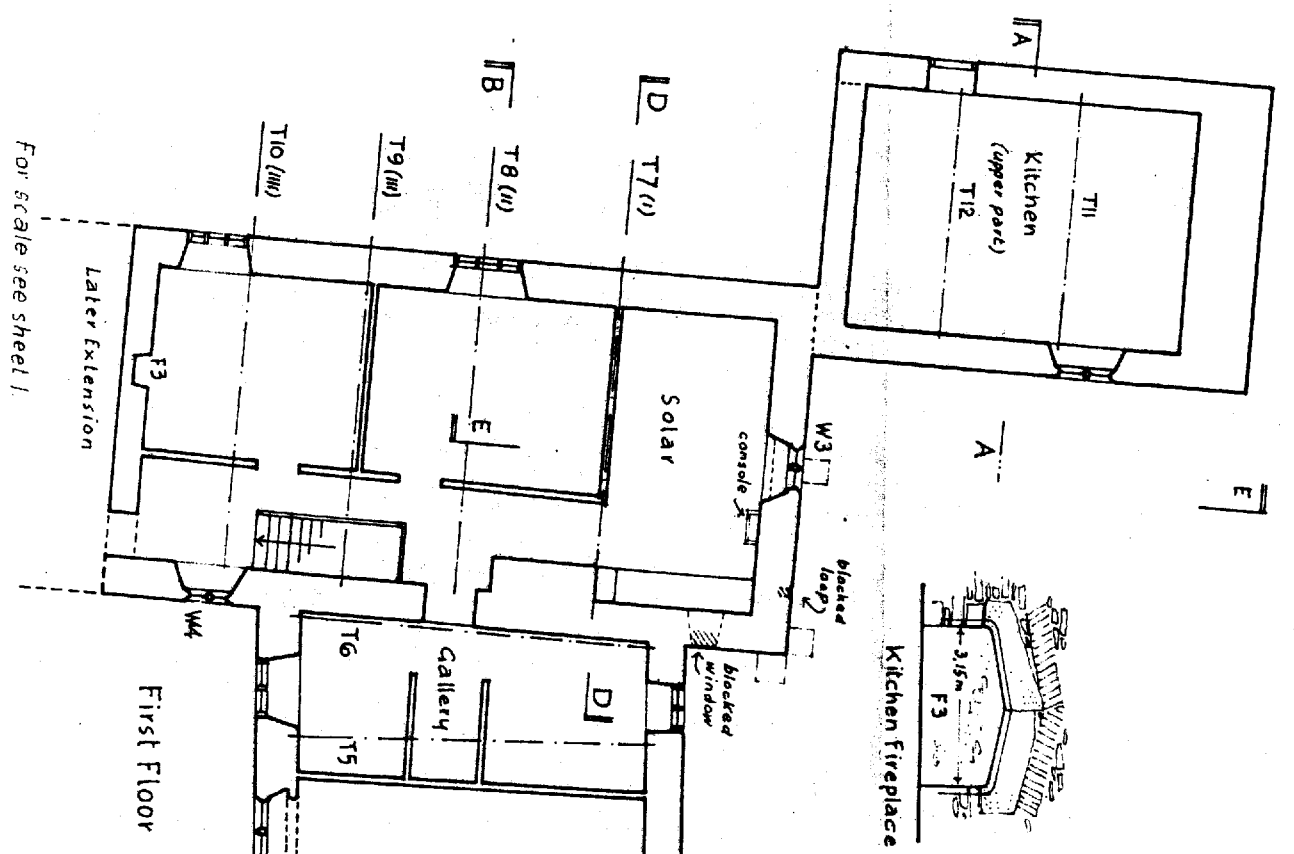 A
B
D
T10 (IIII)
T9 (III)
T8 (II)
T7 (I)
Kitchen
(upper part)
T12
T11
For scale see sheet 1.
Later Extension
F3
E
Solar
console
W3
A
E
blocked
loop
W4
T6
Gallery
T5
D
blocked
window
First Floor
Kitchen Fireplace
3.15m
F3